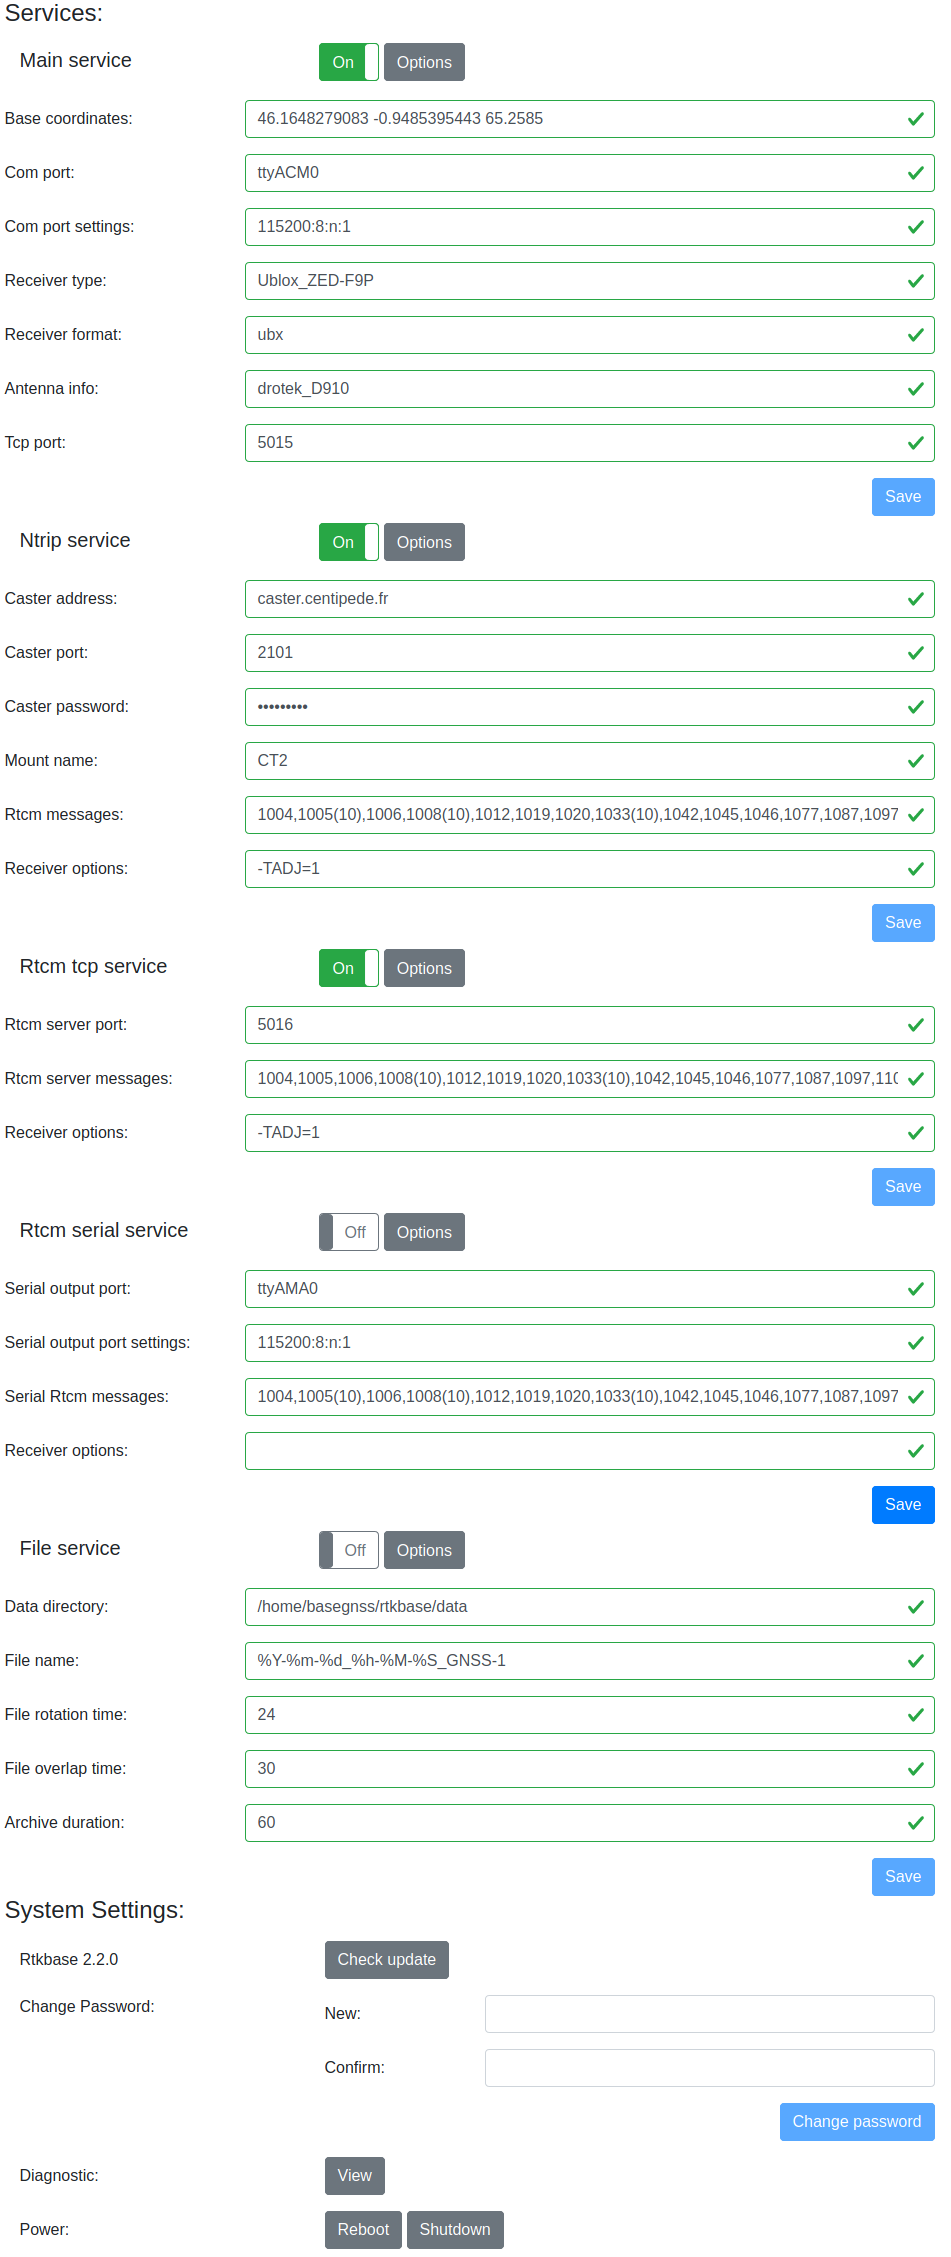 Services:
Main service On Options
Base coordinates: 46.1648279083 -0.9485395443 65.2585
Com port: ttyACM0
Com port settings: 115200:8:n:1
Receiver type: Ublox_ZED-F9P
Receiver format: ubx
Antenna info: drotek_D910
Tcp port: 5015
Save
Ntrip service On Options
Caster address: caster.centipede.fr
Caster port: 2101
Caster password: •••••••••
Mount name: CT2
Rtcm messages: 1004,1005(10),1006,1008(10),1012,1019,1020,1033(10),1042,1045,1046,1077,1087,1097
Receiver options: -TADJ=1
Save
Rtcm tcp service On Options
Rtcm server port: 5016
Rtcm server messages: 1004,1005,1006,1008(10),1012,1019,1020,1033(10),1042,1045,1046,1077,1087,1097,110
Receiver options: -TADJ=1
Save
Rtcm serial service Off Options
Serial output port: ttyAMA0
Serial output port settings: 115200:8:n:1
Serial Rtcm messages: 1004,1005(10),1006,1008(10),1012,1019,1020,1033(10),1042,1045,1046,1077,1087,1097
Receiver options:
Save
File service Off Options
Data directory: /home/basegnss/rtkbase/data
File name: %Y-%m-%d_%h-%M-%S_GNSS-1
File rotation time: 24
File overlap time: 30
Archive duration: 60
Save
System Settings:
Rtkbase 2.2.0 Check update
Change Password: New:
Confirm:
Change password
Diagnostic: View
Power: Reboot Shutdown